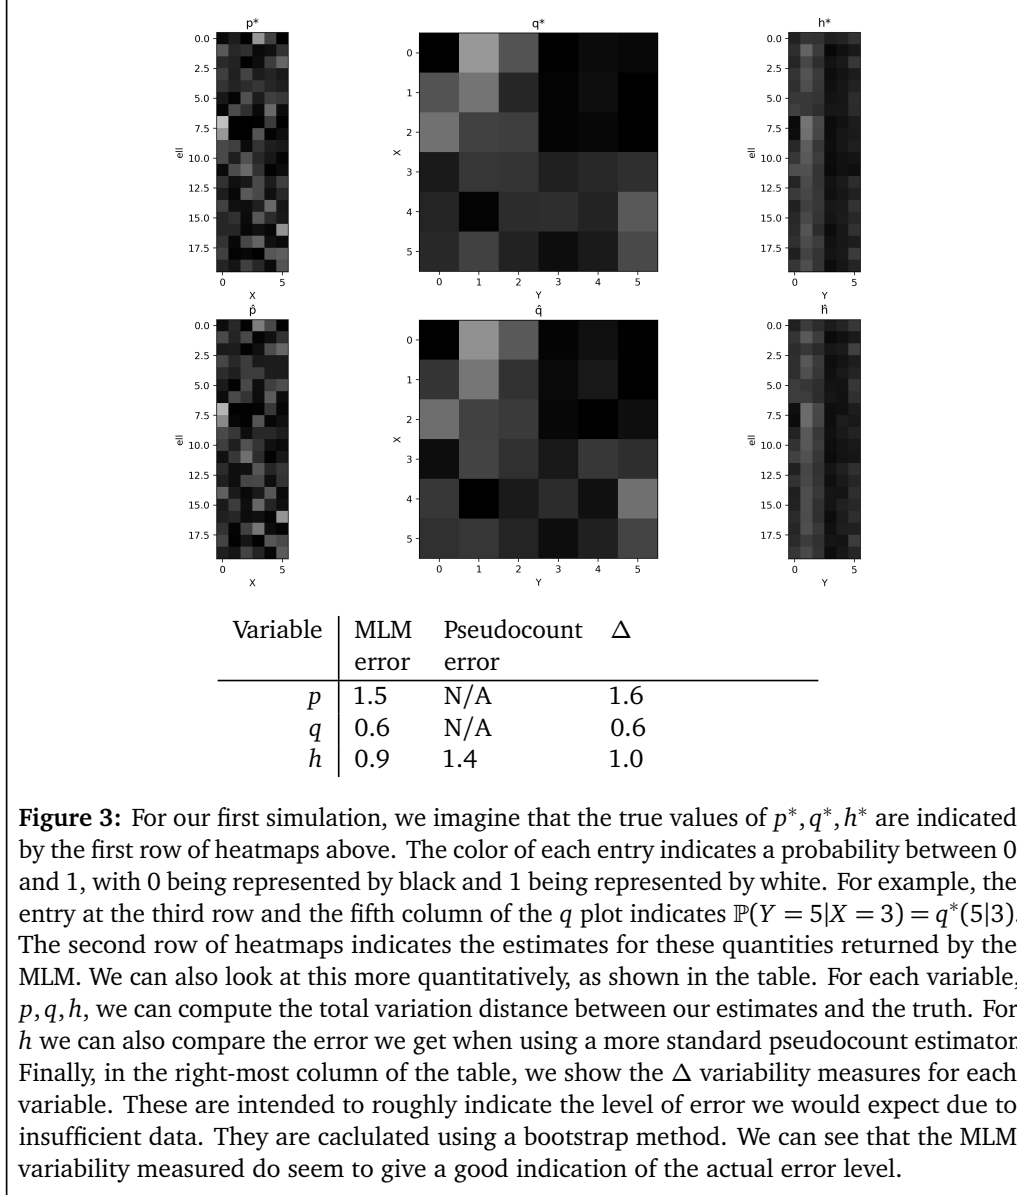 p* q* h*
0.0 0 0.0
2.5 2.5
5.0 1 5.0
7.5 2 7.5
ell X ell
10.0 3 10.0
12.5 12.5
15.0 4 15.0
17.5 5 17.5
0 5 0 1 2 3 4 5 0 5
X Y Y
p̂ q̂ ĥ
0.0 0 0.0
2.5 2.5
5.0 1 5.0
7.5 2 7.5
ell X ell
10.0 3 10.0
12.5 12.5
15.0 4 15.0
17.5 5 17.5
0 5 0 1 2 3 4 5 0 5
X Y Y
Variable MLM Pseudocount Δ
error error
p 1.5 N/A 1.6
q 0.6 N/A 0.6
h 0.9 1.4 1.0
Figure 3: For our first simulation, we imagine that the true values of p*, q*, h* are indicated
by the first row of heatmaps above. The color of each entry indicates a probability between 0
and 1, with 0 being represented by black and 1 being represented by white. For example, the
entry at the third row and the fifth column of the q plot indicates ℙ(Y = 5|X = 3) = q*(5|3).
The second row of heatmaps indicates the estimates for these quantities returned by the
MLM. We can also look at this more quantitatively, as shown in the table. For each variable,
p, q, h, we can compute the total variation distance between our estimates and the truth. For
h we can also compare the error we get when using a more standard pseudocount estimator.
Finally, in the right-most column of the table, we show the Δ variability measures for each
variable. These are intended to roughly indicate the level of error we would expect due to
insufficient data. They are caclulated using a bootstrap method. We can see that the MLM
variability measured do seem to give a good indication of the actual error level.